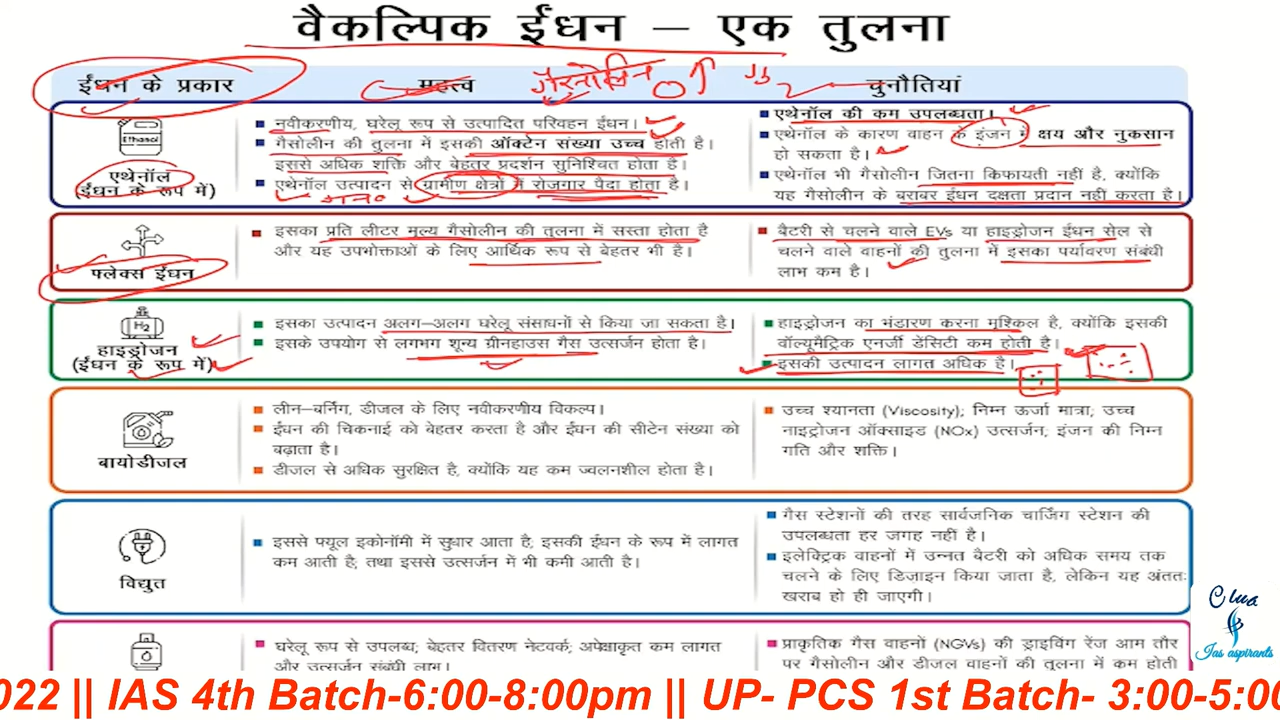 वैकल्पिक ईंधन – एक तुलना
ईंधन के प्रकार
महत्त्व
गैसोलिन
चुनौतियां
Ethanol
एथेनॉल
(ईंधन के रूप में)
नवीकरणीय, घरेलू रूप से उत्पादित परिवहन ईंधन।
गैसोलीन की तुलना में इसकी ऑक्टेन संख्या उच्च होती है।
इससे अधिक शक्ति और बेहतर प्रदर्शन सुनिश्चित होता है।
एथेनॉल उत्पादन से ग्रामीण क्षेत्रों में रोजगार पैदा होता है।
एथेनॉल की कम उपलब्धता।
एथेनॉल के कारण वाहन के इंजन में क्षय और नुकसान
हो सकता है।
एथेनॉल भी गैसोलीन जितना किफायती नहीं है, क्योंकि
यह गैसोलीन के बराबर ईंधन दक्षता प्रदान नहीं करता है।
फ्लेक्स ईंधन
इसका प्रति लीटर मूल्य गैसोलीन की तुलना में सस्ता होता है
और यह उपभोक्ताओं के लिए आर्थिक रूप से बेहतर भी है।
बैटरी से चलने वाले EVs या हाइड्रोजन ईंधन सेल से
चलने वाले वाहनों की तुलना में इसका पर्यावरण संबंधी
लाभ कम है।
H2
हाइड्रोजन
(ईंधन के रूप में)
इसका उत्पादन अलग–अलग घरेलू संसाधनों से किया जा सकता है।
इसके उपयोग से लगभग शून्य ग्रीनहाउस गैस उत्सर्जन होता है।
हाइड्रोजन का भंडारण करना मुश्किल है, क्योंकि इसकी
वॉल्यूमैट्रिक एनर्जी डेंसिटी कम होती है।
इसकी उत्पादन लागत अधिक है।
बायोडीजल
लीन–बर्निंग, डीजल के लिए नवीकरणीय विकल्प।
ईंधन की चिकनाई को बेहतर करता है और ईंधन की सीटेन संख्या को
बढ़ाता है।
डीजल से अधिक सुरक्षित है, क्योंकि यह कम ज्वलनशील होता है।
उच्च श्यानता (Viscosity); निम्न ऊर्जा मात्रा; उच्च
नाइट्रोजन ऑक्साइड (NOx) उत्सर्जन; इंजन की निम्न
गति और शक्ति।
विद्युत
इससे फ्यूल इकोनॉमी में सुधार आता है; इसकी ईंधन के रूप में लागत
कम आती है; तथा इससे उत्सर्जन में भी कमी आती है।
गैस स्टेशनों की तरह सार्वजनिक चार्जिंग स्टेशन की
उपलब्धता हर जगह नहीं है।
इलेक्ट्रिक वाहनों में उन्नत बैटरी को अधिक समय तक
चलने के लिए डिज़ाइन किया जाता है, लेकिन यह अंततः
खराब हो ही जाएगी।
घरेलू रूप से उपलब्ध; बेहतर वितरण नेटवर्क; अपेक्षाकृत कम लागत
और उत्सर्जन संबंधी लाभ।
प्राकृतिक गैस वाहनों (NGVs) की ड्राइविंग रेंज आम तौर
पर गैसोलीन और डीजल वाहनों की तुलना में कम होती
Ias aspirants
2022 || IAS 4th Batch-6:00-8:00pm || UP- PCS 1st Batch- 3:00-5:00